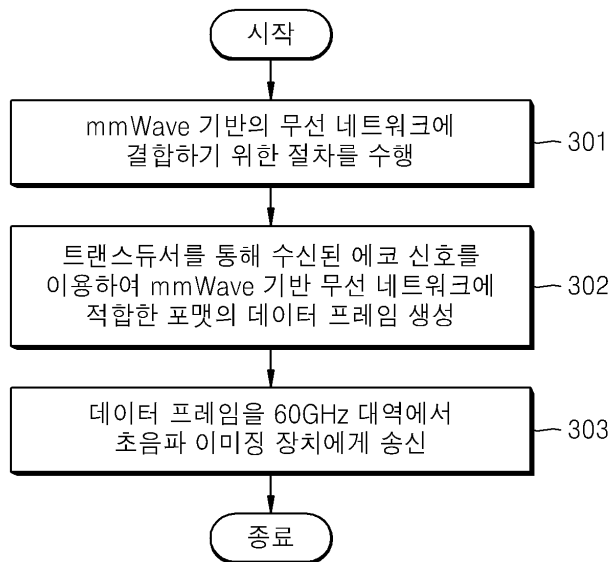 시작
mmWave 기반의 무선 네트워크에
결합하기 위한 절차를 수행
301
트랜스듀서를 통해 수신된 에코 신호를
이용하여 mmWave 기반 무선 네트워크에
적합한 포맷의 데이터 프레임 생성
302
데이터 프레임을 60GHz 대역에서
초음파 이미징 장치에게 송신
303
종료